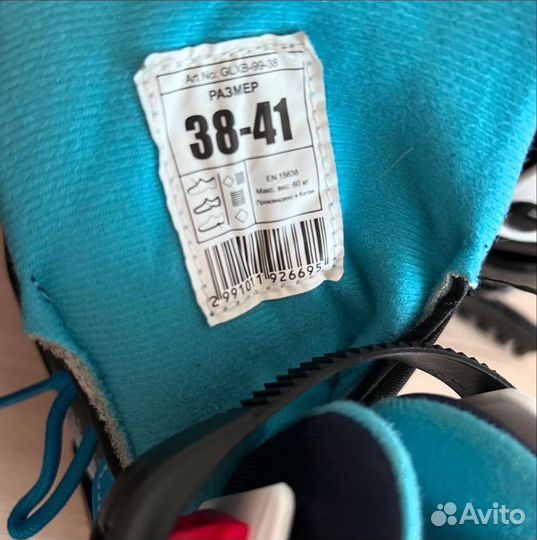 Art No: GLXB-99-38
РАЗМЕР
38-41
EN 15638
Макс. вес: 60 кг
Произведено в Китае
2 991011 926695
Avito